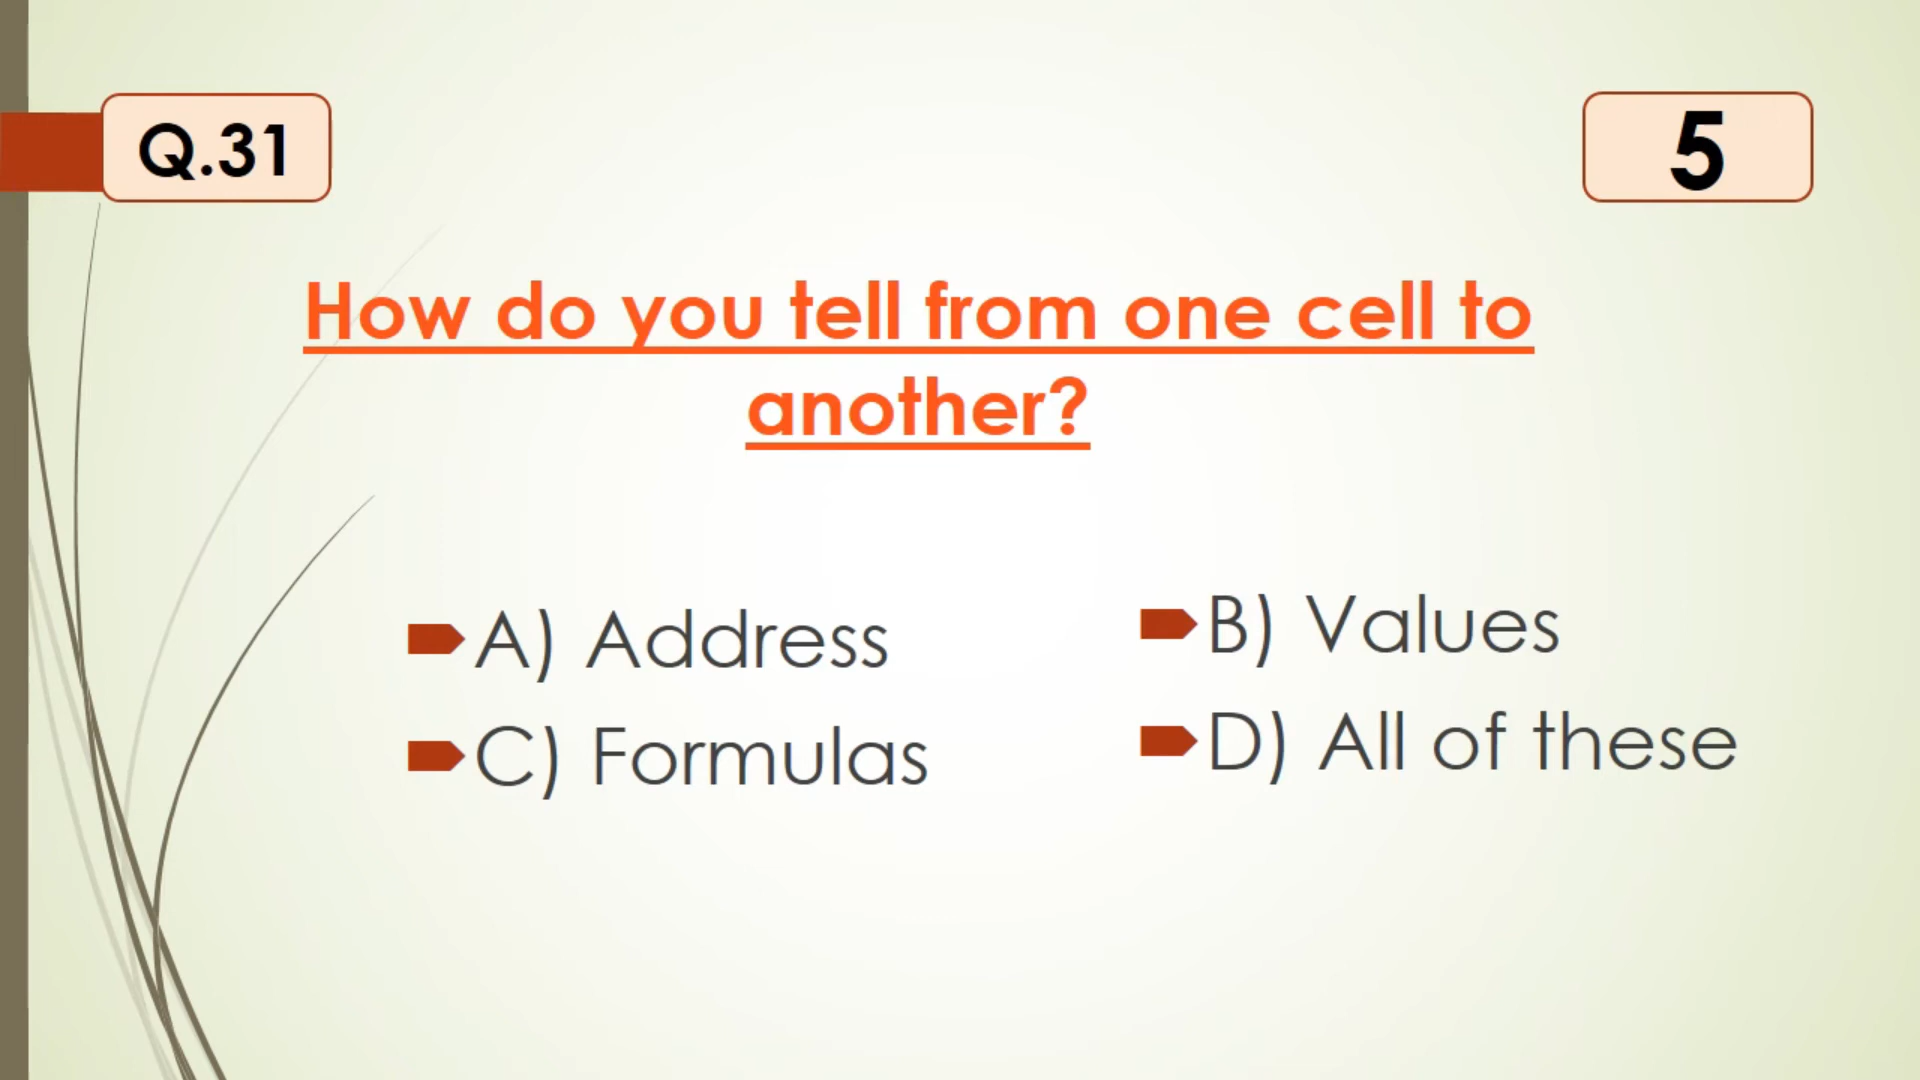 Q.31
5
How do you tell from one cell to
another?
A) Address
B) Values
C) Formulas
D) All of these